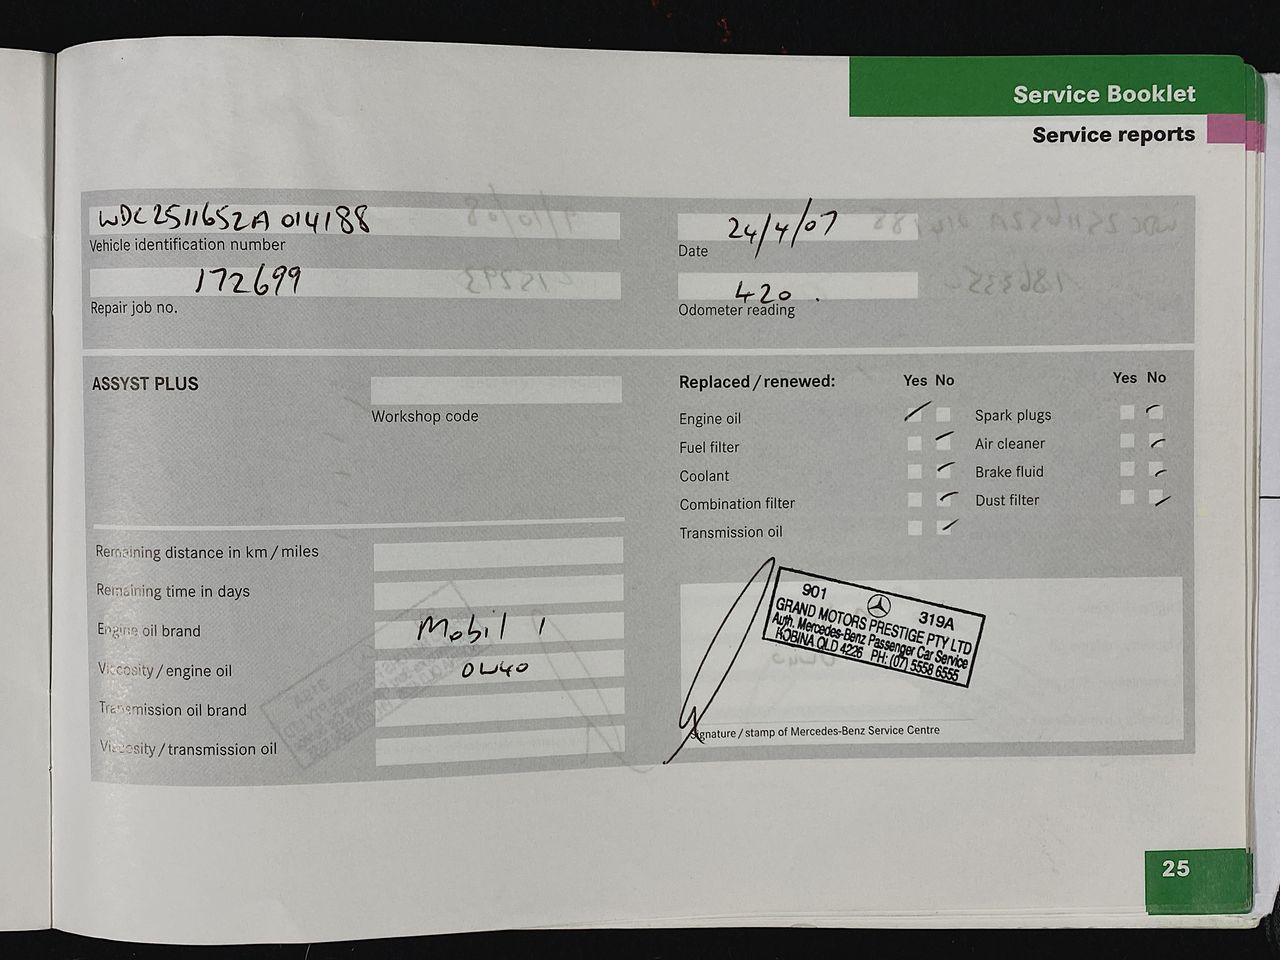 Service Booklet
Service reports
WDC2511652A014188
Vehicle identification number
24/4/07
Date
172699
Repair job no.
420.
Odometer reading
ASSYST PLUS
Workshop code
Replaced/renewed:
Yes No
Yes No
Engine oil
Spark plugs
Fuel filter
Air cleaner
Coolant
Brake fluid
Combination filter
Dust filter
Transmission oil
Remaining distance in km/miles
Remaining time in days
Engine oil brand
Mobil 1
Viscosity/engine oil
0W40
Transmission oil brand
Viscosity/transmission oil
901 319A
GRAND MOTORS PRESTIGE PTY LTD
Auth. Mercedes-Benz Passenger Car Service
KOBINA QLD 4226 PH: (07) 5558 6555
Signature/stamp of Mercedes-Benz Service Centre
25